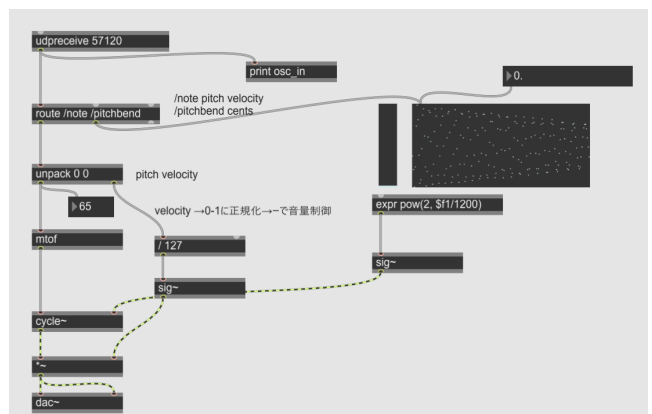 udpreceive 57120
print osc_in
0.
/note pitch velocity
/pitchbend cents
route /note /pitchbend
unpack 0 0
pitch velocity
65
expr pow(2, $f1/1200)
velocity →0-1に正規化→~で音量制御
mtof
/ 127
sig~
sig~
cycle~
*~
dac~